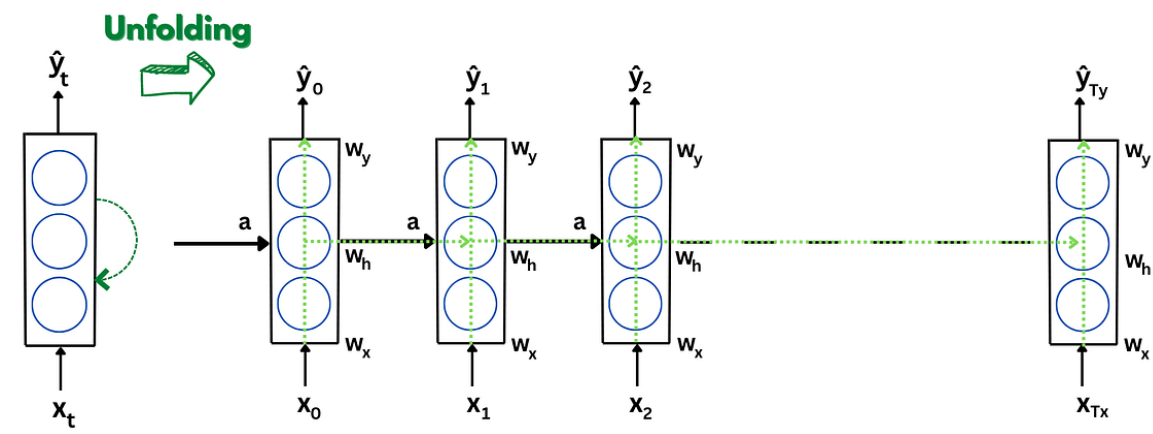 Unfolding
ŷt
ŷ0 ŷ1 ŷ2 ŷTy
wy wy wy wy
a a a
wh wh wh wh
wx wx wx wx
xt x0 x1 x2 xTx